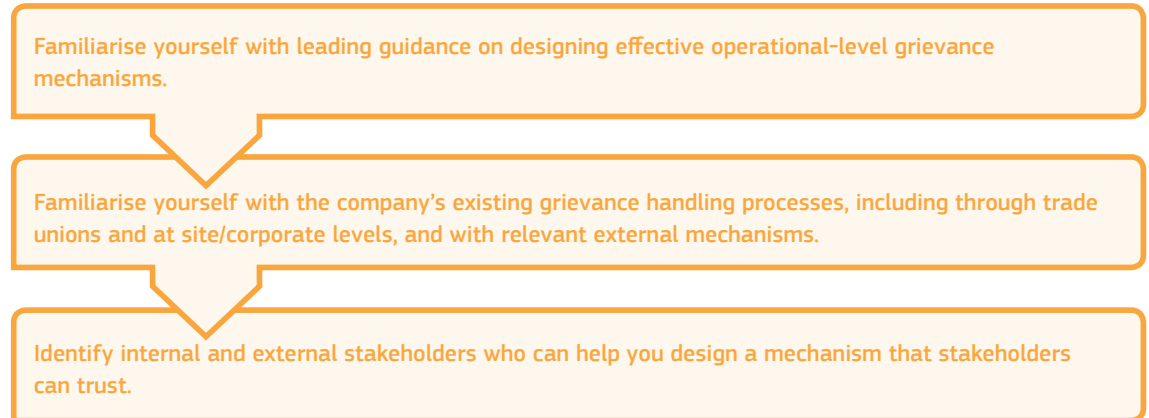 Familiarise yourself with leading guidance on designing effective operational-level grievance
mechanisms.
Familiarise yourself with the company's existing grievance handling processes, including through trade
unions and at site/corporate levels, and with relevant external mechanisms.
Identify internal and external stakeholders who can help you design a mechanism that stakeholders
can trust.